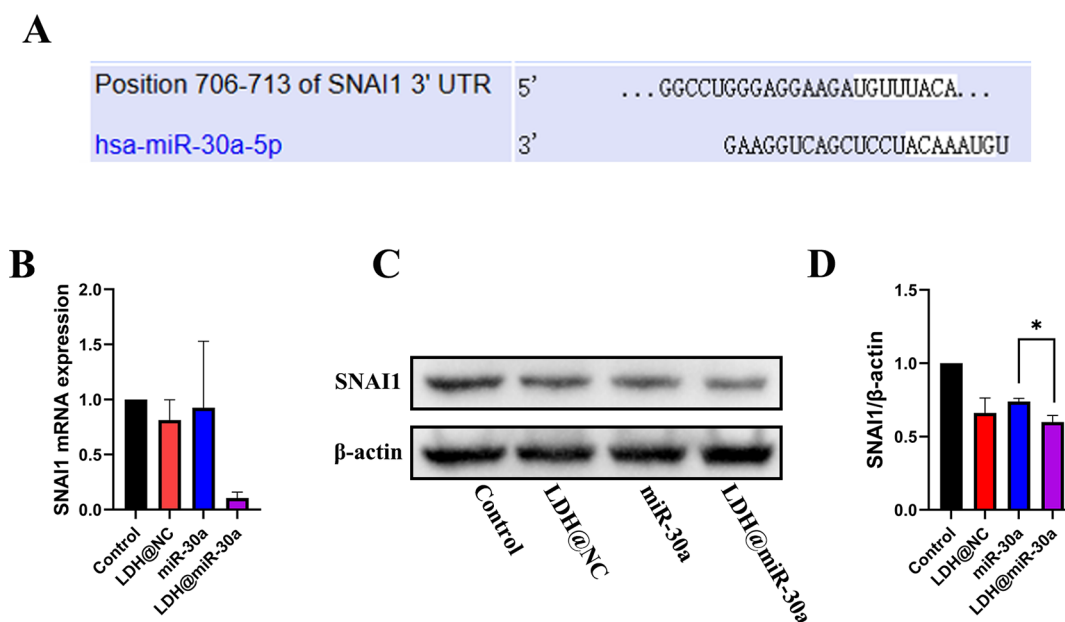 A
Position 706-713 of SNAI1 3' UTR 5' ...GGCCUGGGAGGAAGAUGUUUACA...
hsa-miR-30a-5p 3' GAAGGUCAGCUCCUACAAAUGU
B
SNAI1 mRNA expression
2.0
1.5
1.0
0.5
0.0
Control
LDH@NC
miR-30a
LDH@miR-30a
C
SNAI1
β-actin
Control
LDH@NC
miR-30a
LDH@miR-30a
D
SNAI1/β-actin
1.5
1.0
0.5
0.0
*
Control
LDH@NC
miR-30a
LDH@miR-30a